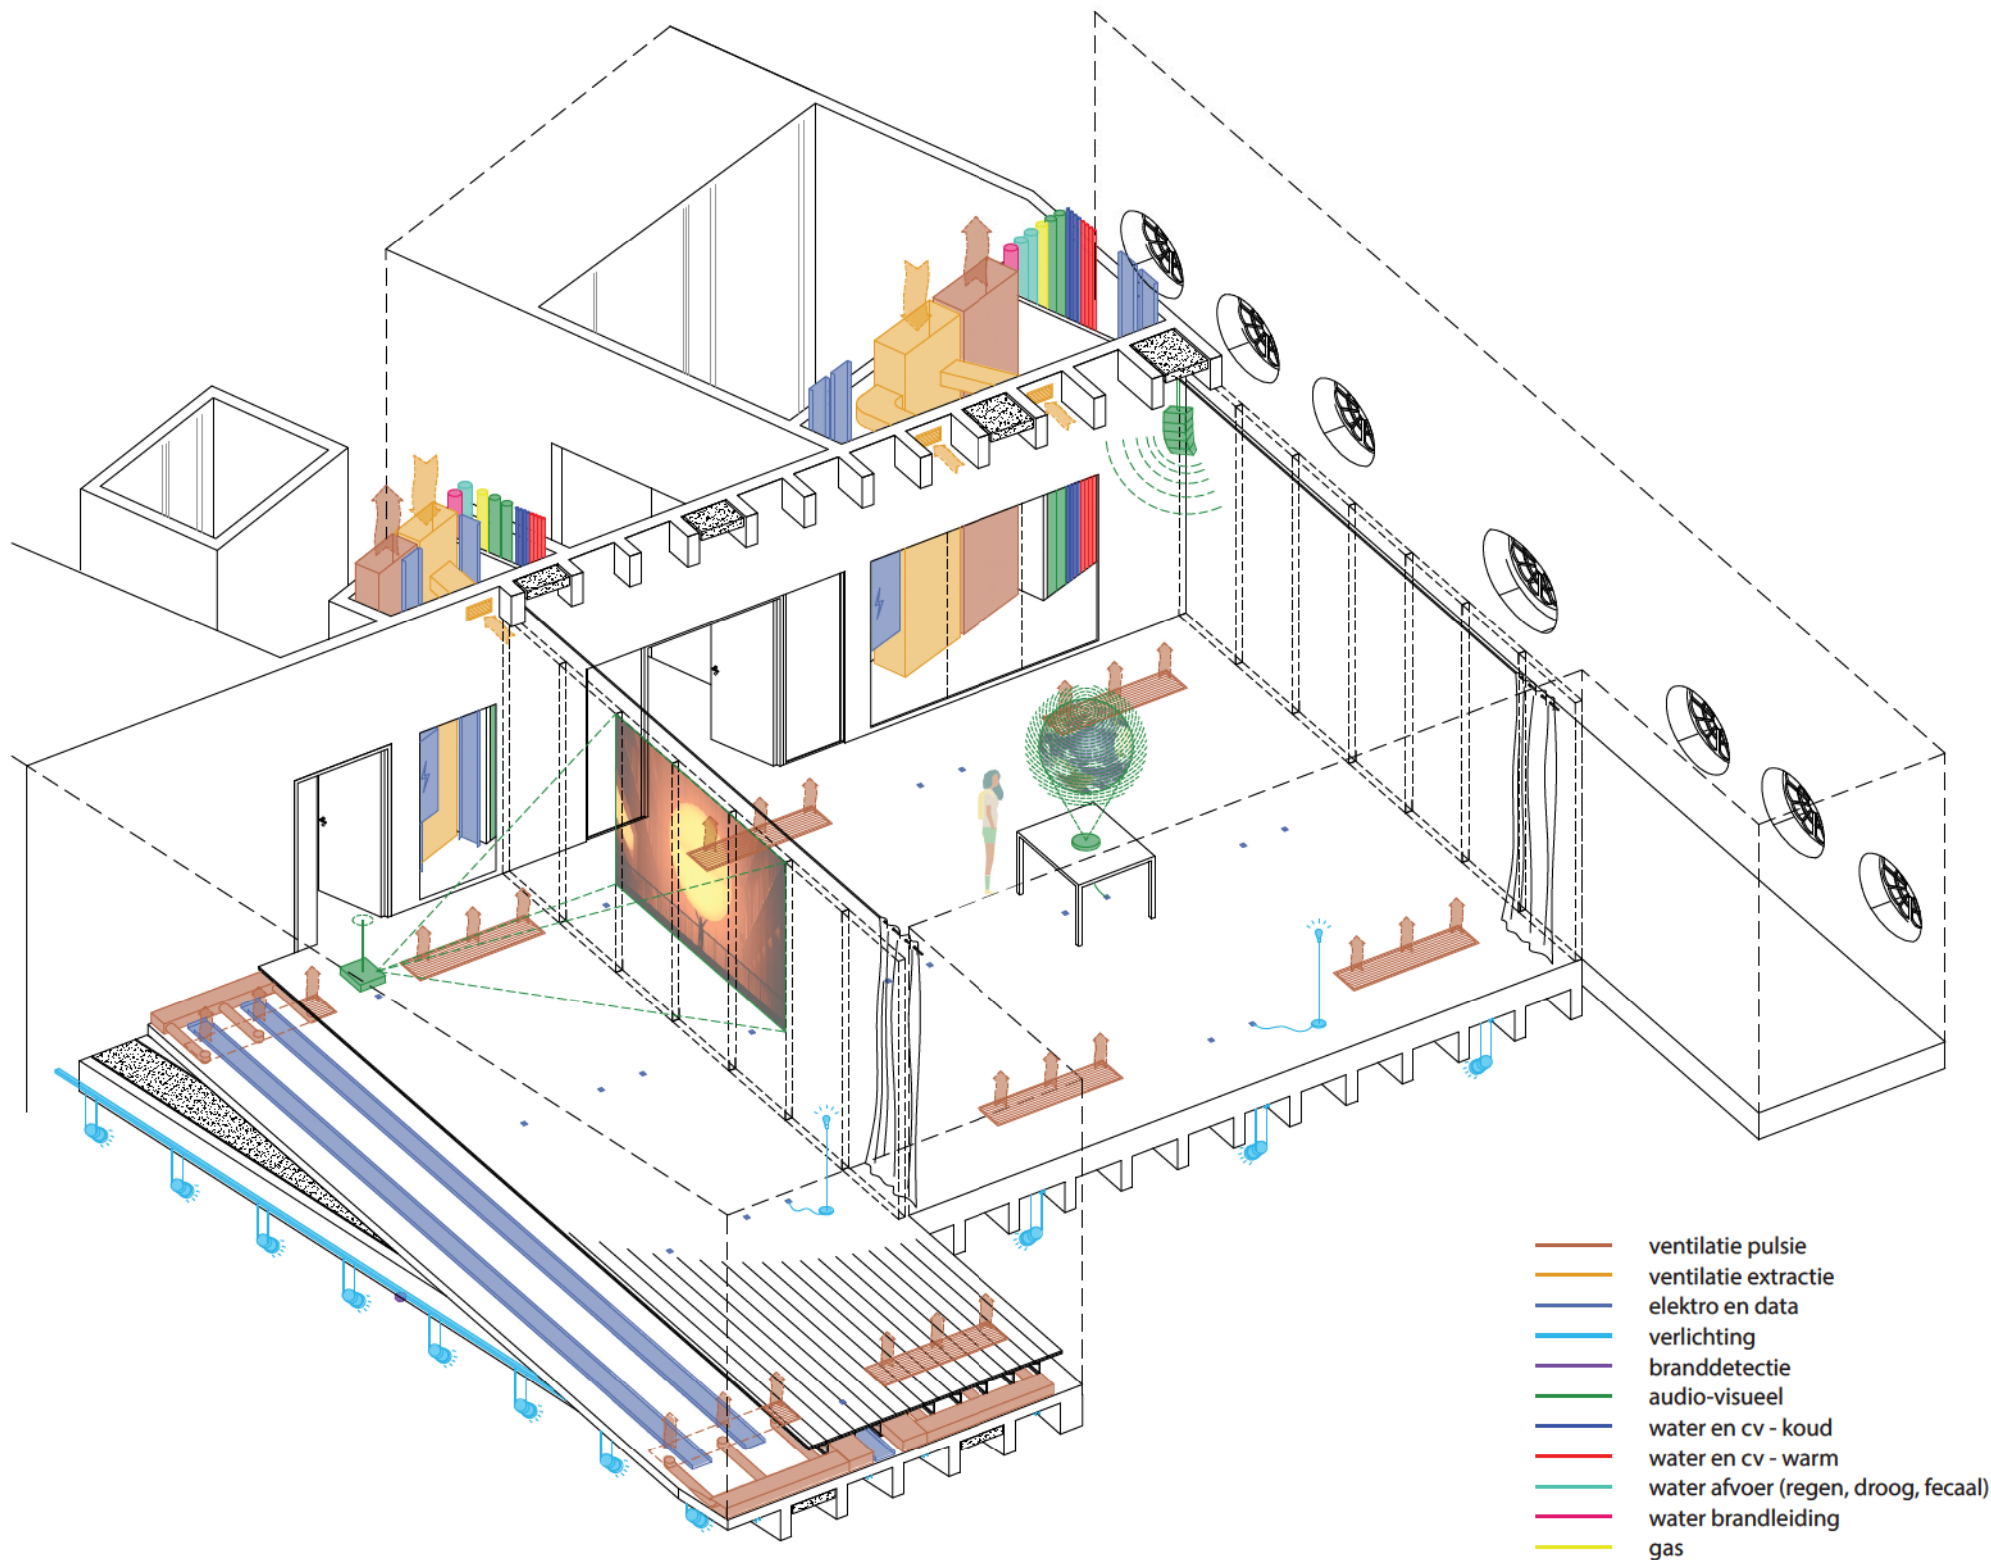 ventilatie pulsie
ventilatie extractie
elektro en data
verlichting
branddetectie
audio-visueel
water en cv - koud
water en cv - warm
water afvoer (regen, droog, fecaal)
water brandleiding
gas